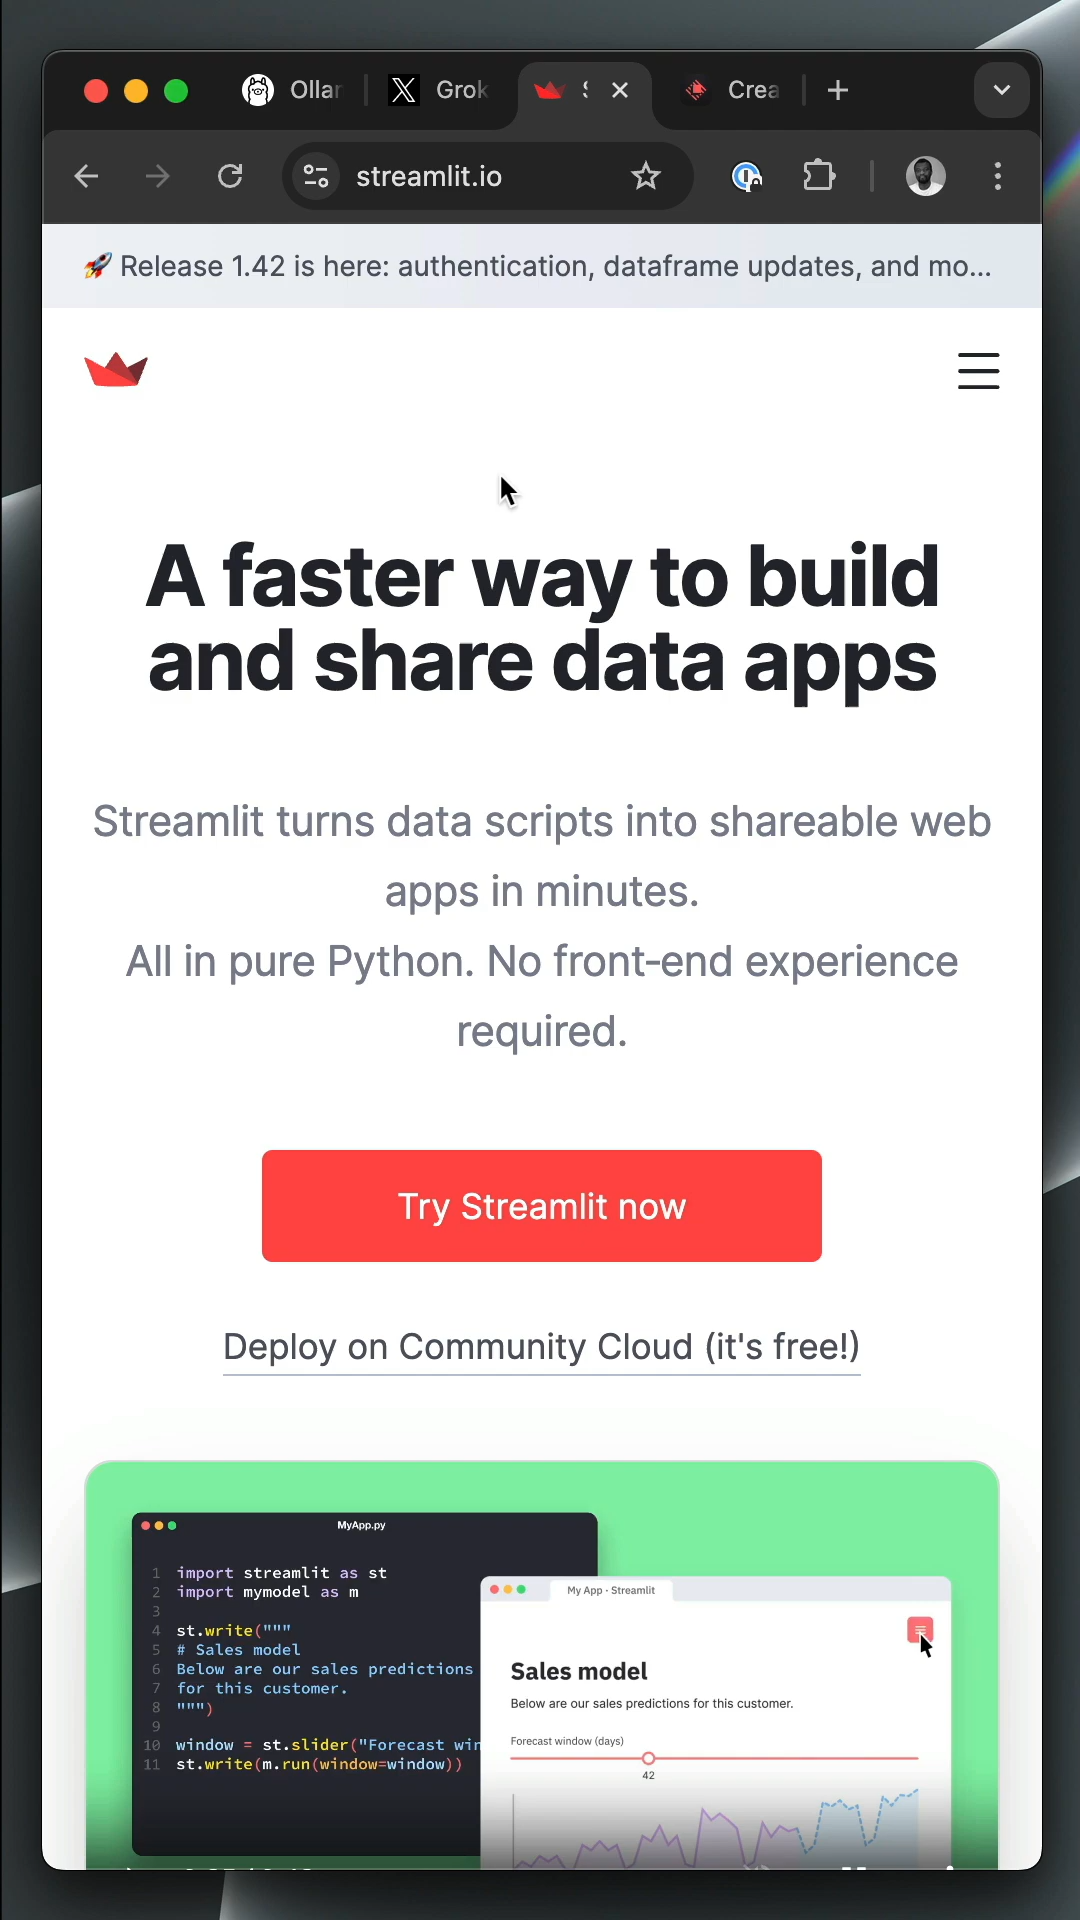 Ollar
Grok
Crea
streamlit.io
🚀 Release 1.42 is here: authentication, dataframe updates, and mo...
A faster way to build
and share data apps
Streamlit turns data scripts into shareable web
apps in minutes.
All in pure Python. No front-end experience
required.
Try Streamlit now
Deploy on Community Cloud (it's free!)
MyApp.py
1 import streamlit as st
2 import mymodel as m
3
4 st.write("""
5 # Sales model
6 Below are our sales predictions
7 for this customer.
8 """)
9
10 window = st.slider("Forecast win
11 st.write(m.run(window=window))
My App · Streamlit
Sales model
Below are our sales predictions for this customer.
Forecast window (days)
42